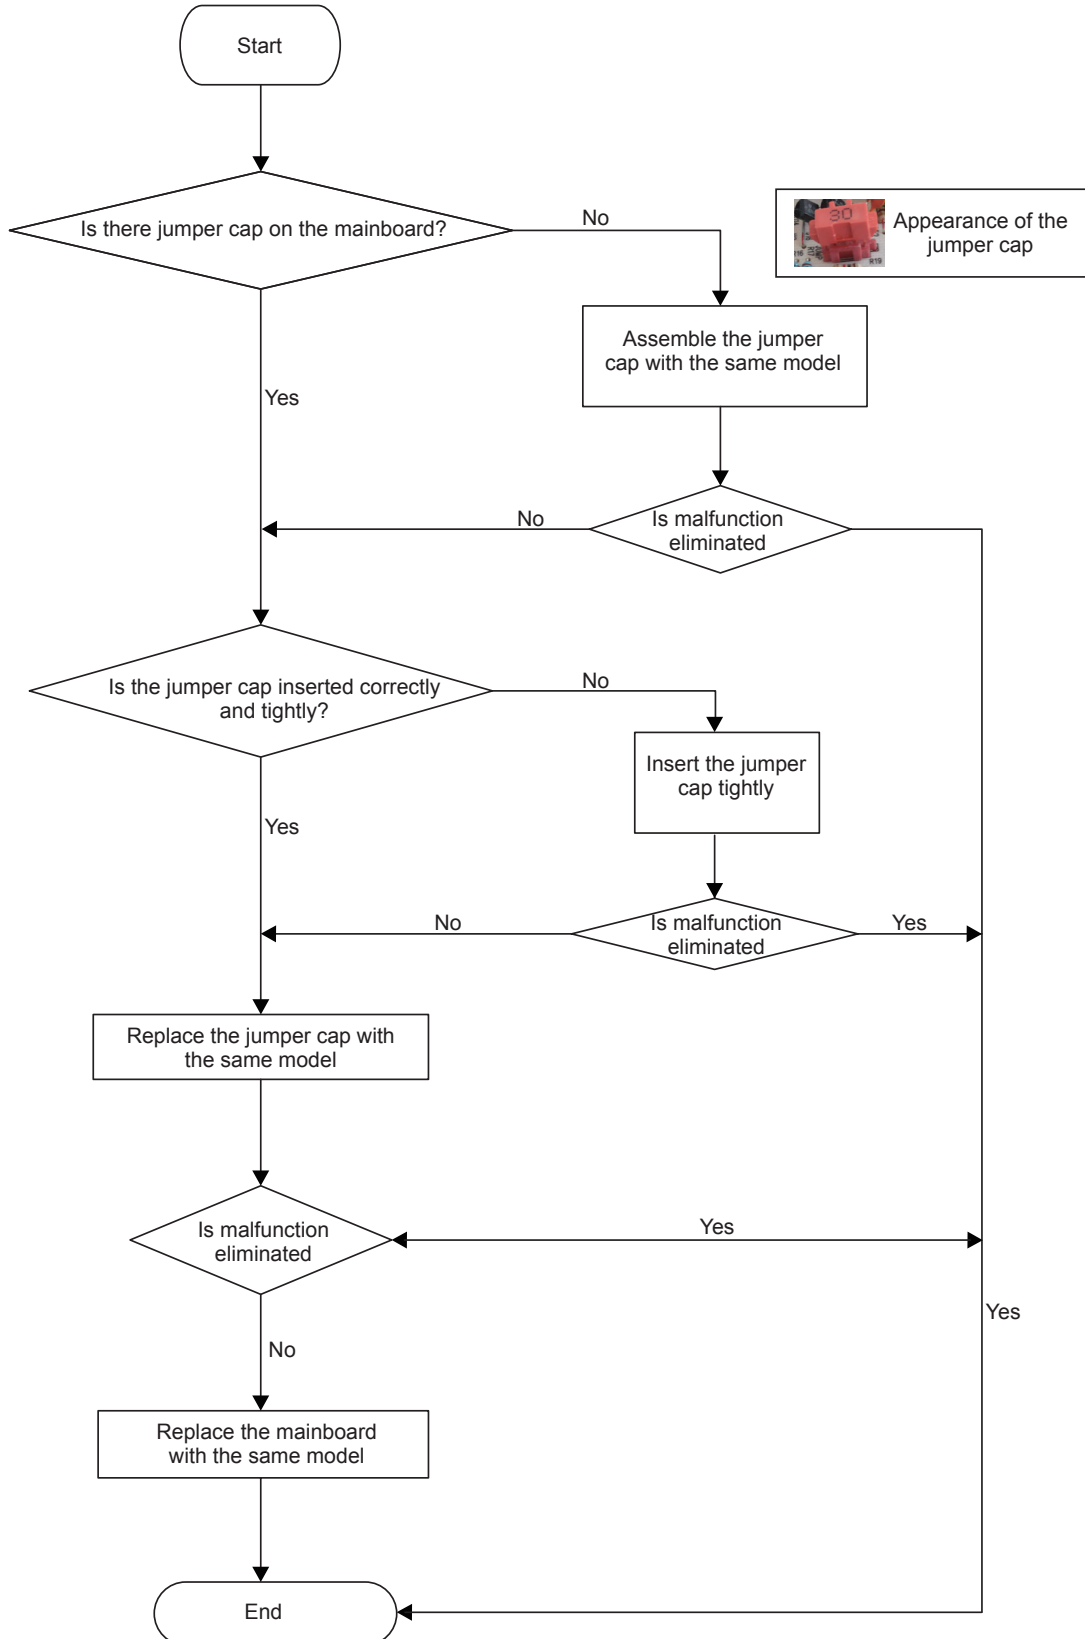 Start
Is there jumper cap on the mainboard?
No
30
R19
Appearance of the
jumper cap
Assemble the jumper
cap with the same model
Yes
Is malfunction
eliminated
No
Is the jumper cap inserted correctly
and tightly?
No
Insert the jumper
cap tightly
Yes
Is malfunction
eliminated
No
Yes
Replace the jumper cap with
the same model
Is malfunction
eliminated
Yes
Yes
No
Replace the mainboard
with the same model
End